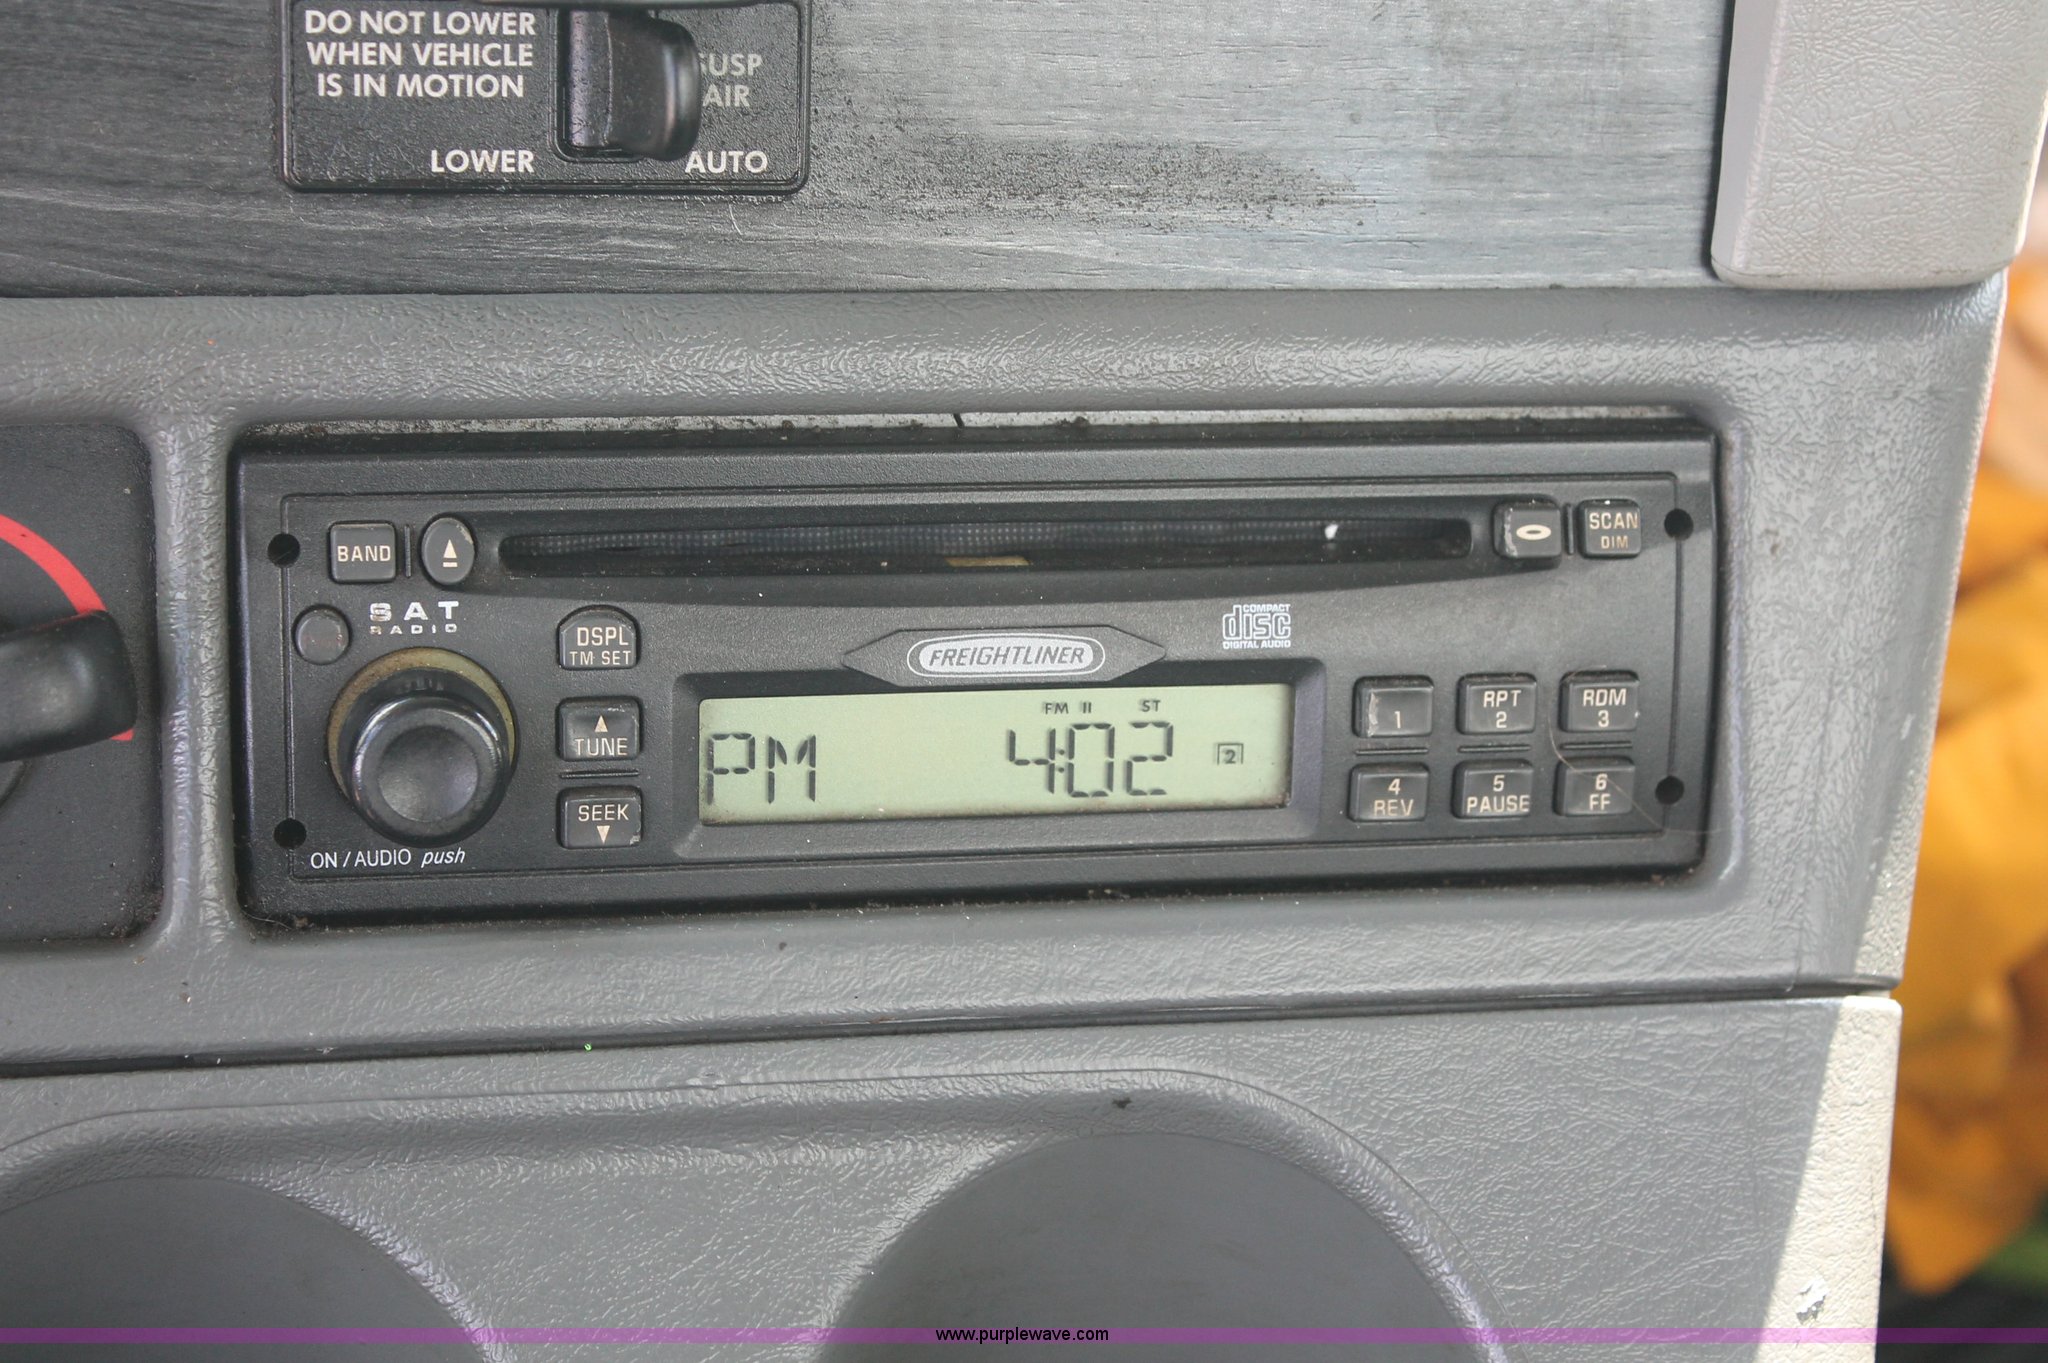 DO NOT LOWER
WHEN VEHICLE
IS IN MOTION
SUSP
AIR
LOWER
AUTO
BAND
SCAN
DIM
SAT
RADIO
DSPL
TM SET
FREIGHTLINER
COMPACT
disc
DIGITAL AUDIO
FM II ST
PM 4:02 2
TUNE
SEEK
1
RPT
2
RDM
3
4
REV
5
PAUSE
6
FF
ON / AUDIO push
www.purplewave.com